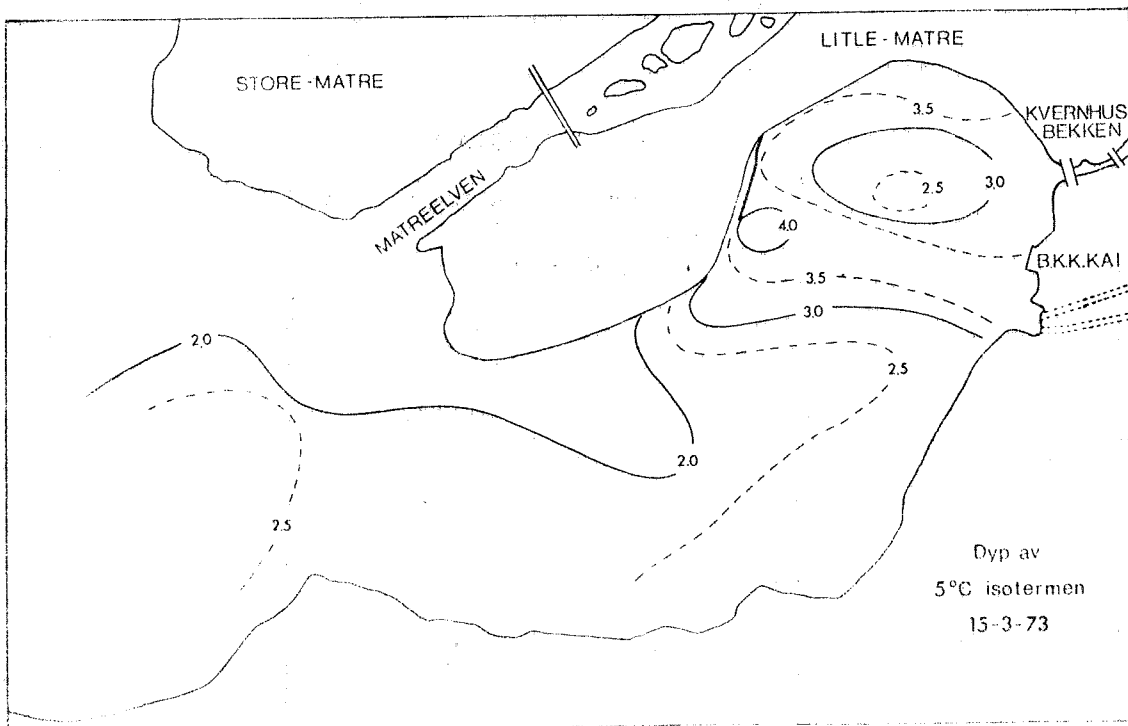 LITLE-MATRE
STORE-MATRE
3.5
KVERNHUS
BEKKEN
2.5
3.0
MATREELVEN
4.0
B.K.K.KAI
3.5
3.0
2.0
2.5
2.0
2.5
Dyp av
5°C isotermen
15-3-73